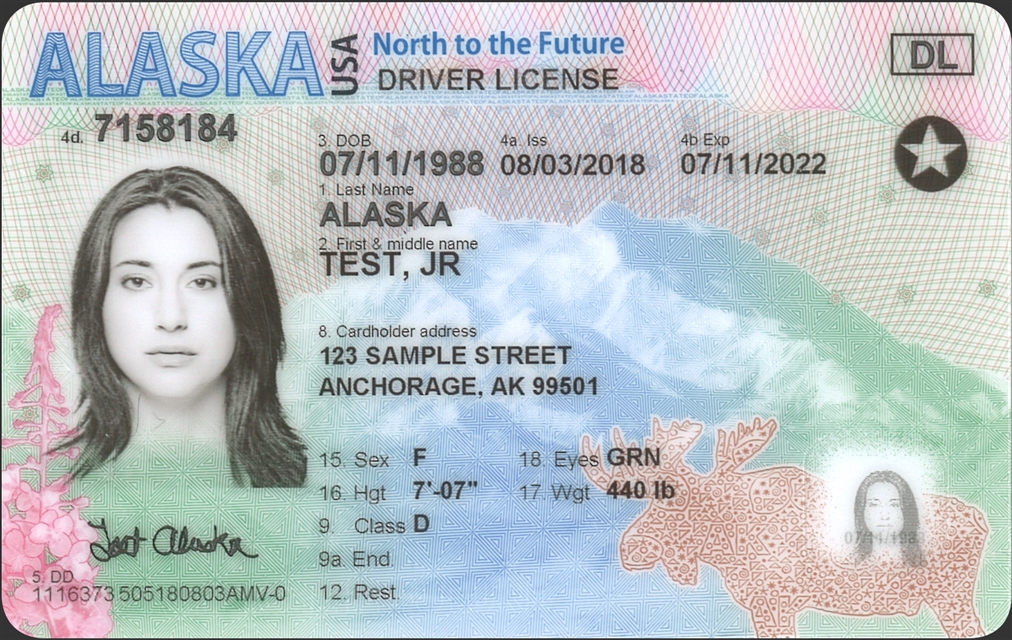 ALASKA USA North to the Future
DRIVER LICENSE
DL
4d. 7158184
3. DOB 4a. Iss 4b Exp
07/11/1988 08/03/2018 07/11/2022
1. Last Name
ALASKA
2. First & middle name
TEST, JR
8. Cardholder address
123 SAMPLE STREET
ANCHORAGE, AK 99501
15. Sex F 18. Eyes GRN
16. Hgt 7'-07" 17. Wgt 440 lb
9. Class D
9a. End.
12. Rest.
Test Alaska
5. DD
1116373505180803AMV-0
07/11/1988